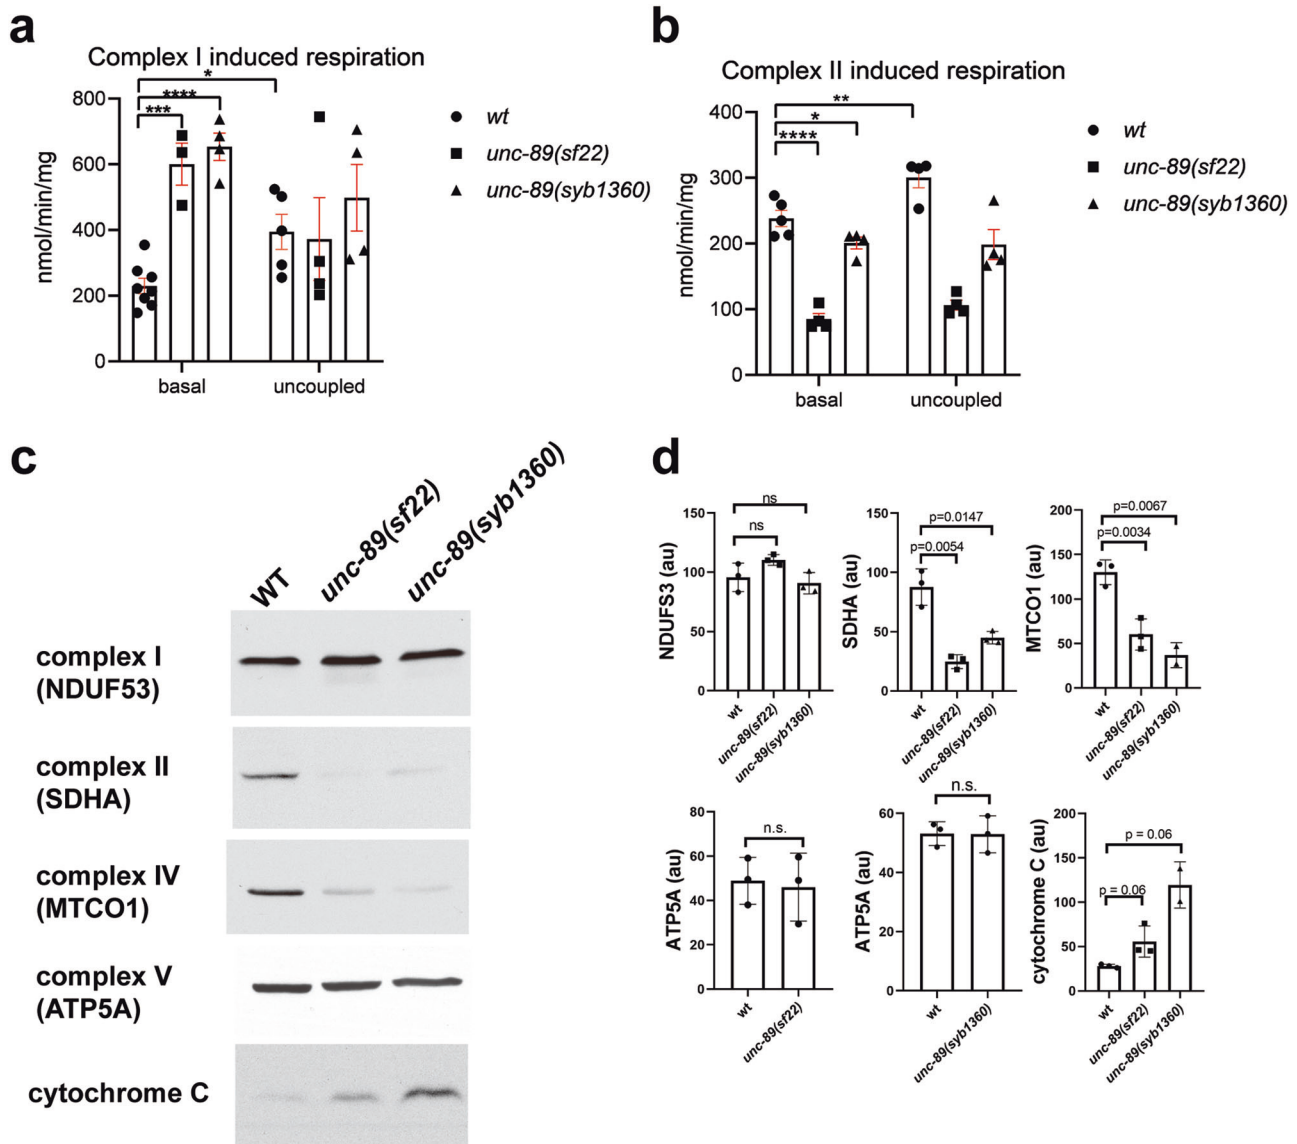 a
Complex I induced respiration
*
****
***
800
600
400
200
0
nmol/min/mg
basal
uncoupled
wt
unc-89(sf22)
unc-89(syb1360)
b
Complex II induced respiration
**
*
****
400
300
200
100
0
nmol/min/mg
basal
uncoupled
wt
unc-89(sf22)
unc-89(syb1360)
c
WT
unc-89(sf22)
unc-89(syb1360)
complex I
(NDUF53)
complex II
(SDHA)
complex IV
(MTCO1)
complex V
(ATP5A)
cytochrome C
d
ns
ns
150
100
50
0
NDUFS3 (au)
wt
unc-89(sf22)
unc-89(syb1360)
p=0.0147
p=0.0054
150
100
50
0
SDHA (au)
wt
unc-89(sf22)
unc-89(syb1360)
p=0.0067
p=0.0034
200
150
100
50
0
MTCO1 (au)
wt
unc-89(sf22)
unc-89(syb1360)
n.s.
80
60
40
20
0
ATP5A (au)
wt
unc-89(sf22)
n.s.
60
40
20
0
ATP5A (au)
wt
unc-89(syb1360)
p = 0.06
p = 0.06
200
150
100
50
0
cytochrome C (au)
wt
unc-89(sf22)
unc-89(syb1360)